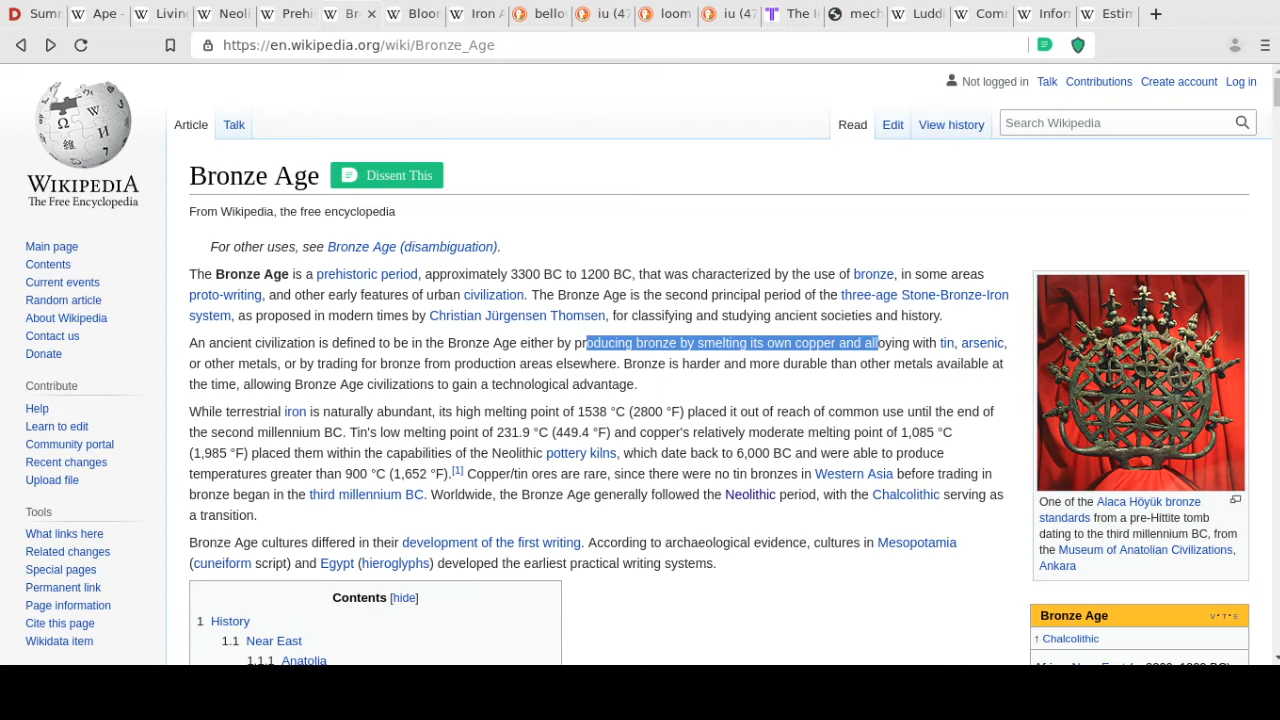 Summ Ape - Livin Neoli Prehi Br Bloor Iron A bello iu (47 loom iu (47 The I mech Luddi Com Infor Estin
https://en.wikipedia.org/wiki/Bronze_Age
Not logged in Talk Contributions Create account Log in
Article Talk Read Edit View history Search Wikipedia
WIKIPEDIA
The Free Encyclopedia
Main page
Contents
Current events
Random article
About Wikipedia
Contact us
Donate
Contribute
Help
Learn to edit
Community portal
Recent changes
Upload file
Tools
What links here
Related changes
Special pages
Permanent link
Page information
Cite this page
Wikidata item
Bronze Age Dissent This
From Wikipedia, the free encyclopedia
For other uses, see Bronze Age (disambiguation).
The Bronze Age is a prehistoric period, approximately 3300 BC to 1200 BC, that was characterized by the use of bronze, in some areas
proto-writing, and other early features of urban civilization. The Bronze Age is the second principal period of the three-age Stone-Bronze-Iron
system, as proposed in modern times by Christian Jürgensen Thomsen, for classifying and studying ancient societies and history.
An ancient civilization is defined to be in the Bronze Age either by producing bronze by smelting its own copper and alloying with tin, arsenic,
or other metals, or by trading for bronze from production areas elsewhere. Bronze is harder and more durable than other metals available at
the time, allowing Bronze Age civilizations to gain a technological advantage.
While terrestrial iron is naturally abundant, its high melting point of 1538 °C (2800 °F) placed it out of reach of common use until the end of
the second millennium BC. Tin's low melting point of 231.9 °C (449.4 °F) and copper's relatively moderate melting point of 1,085 °C
(1,985 °F) placed them within the capabilities of the Neolithic pottery kilns, which date back to 6,000 BC and were able to produce
temperatures greater than 900 °C (1,652 °F).[1] Copper/tin ores are rare, since there were no tin bronzes in Western Asia before trading in
bronze began in the third millennium BC. Worldwide, the Bronze Age generally followed the Neolithic period, with the Chalcolithic serving as
a transition.
Bronze Age cultures differed in their development of the first writing. According to archaeological evidence, cultures in Mesopotamia
(cuneiform script) and Egypt (hieroglyphs) developed the earliest practical writing systems.
Contents [hide]
1 History
1.1 Near East
1.1.1 Anatolia
One of the Alaca Höyük bronze
standards from a pre-Hittite tomb
dating to the third millennium BC, from
the Museum of Anatolian Civilizations,
Ankara
Bronze Age V·T·E
↑ Chalcolithic